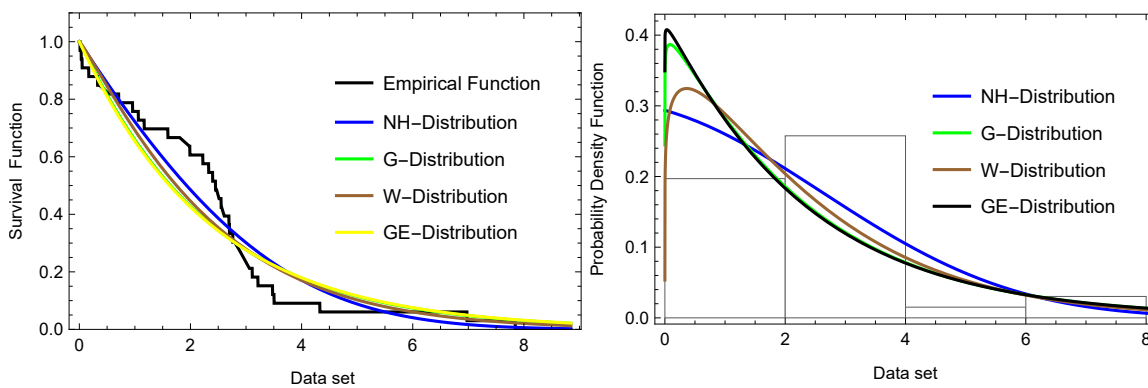 Survival Function
1.0
0.8
0.6
0.4
0.2
0.0
Empirical Function
NH−Distribution
G−Distribution
W−Distribution
GE−Distribution
0 2 4 6 8
Data set
Probability Density Function
0.4
0.3
0.2
0.1
0.0
NH−Distribution
G−Distribution
W−Distribution
GE−Distribution
0 2 4 6 8
Data set